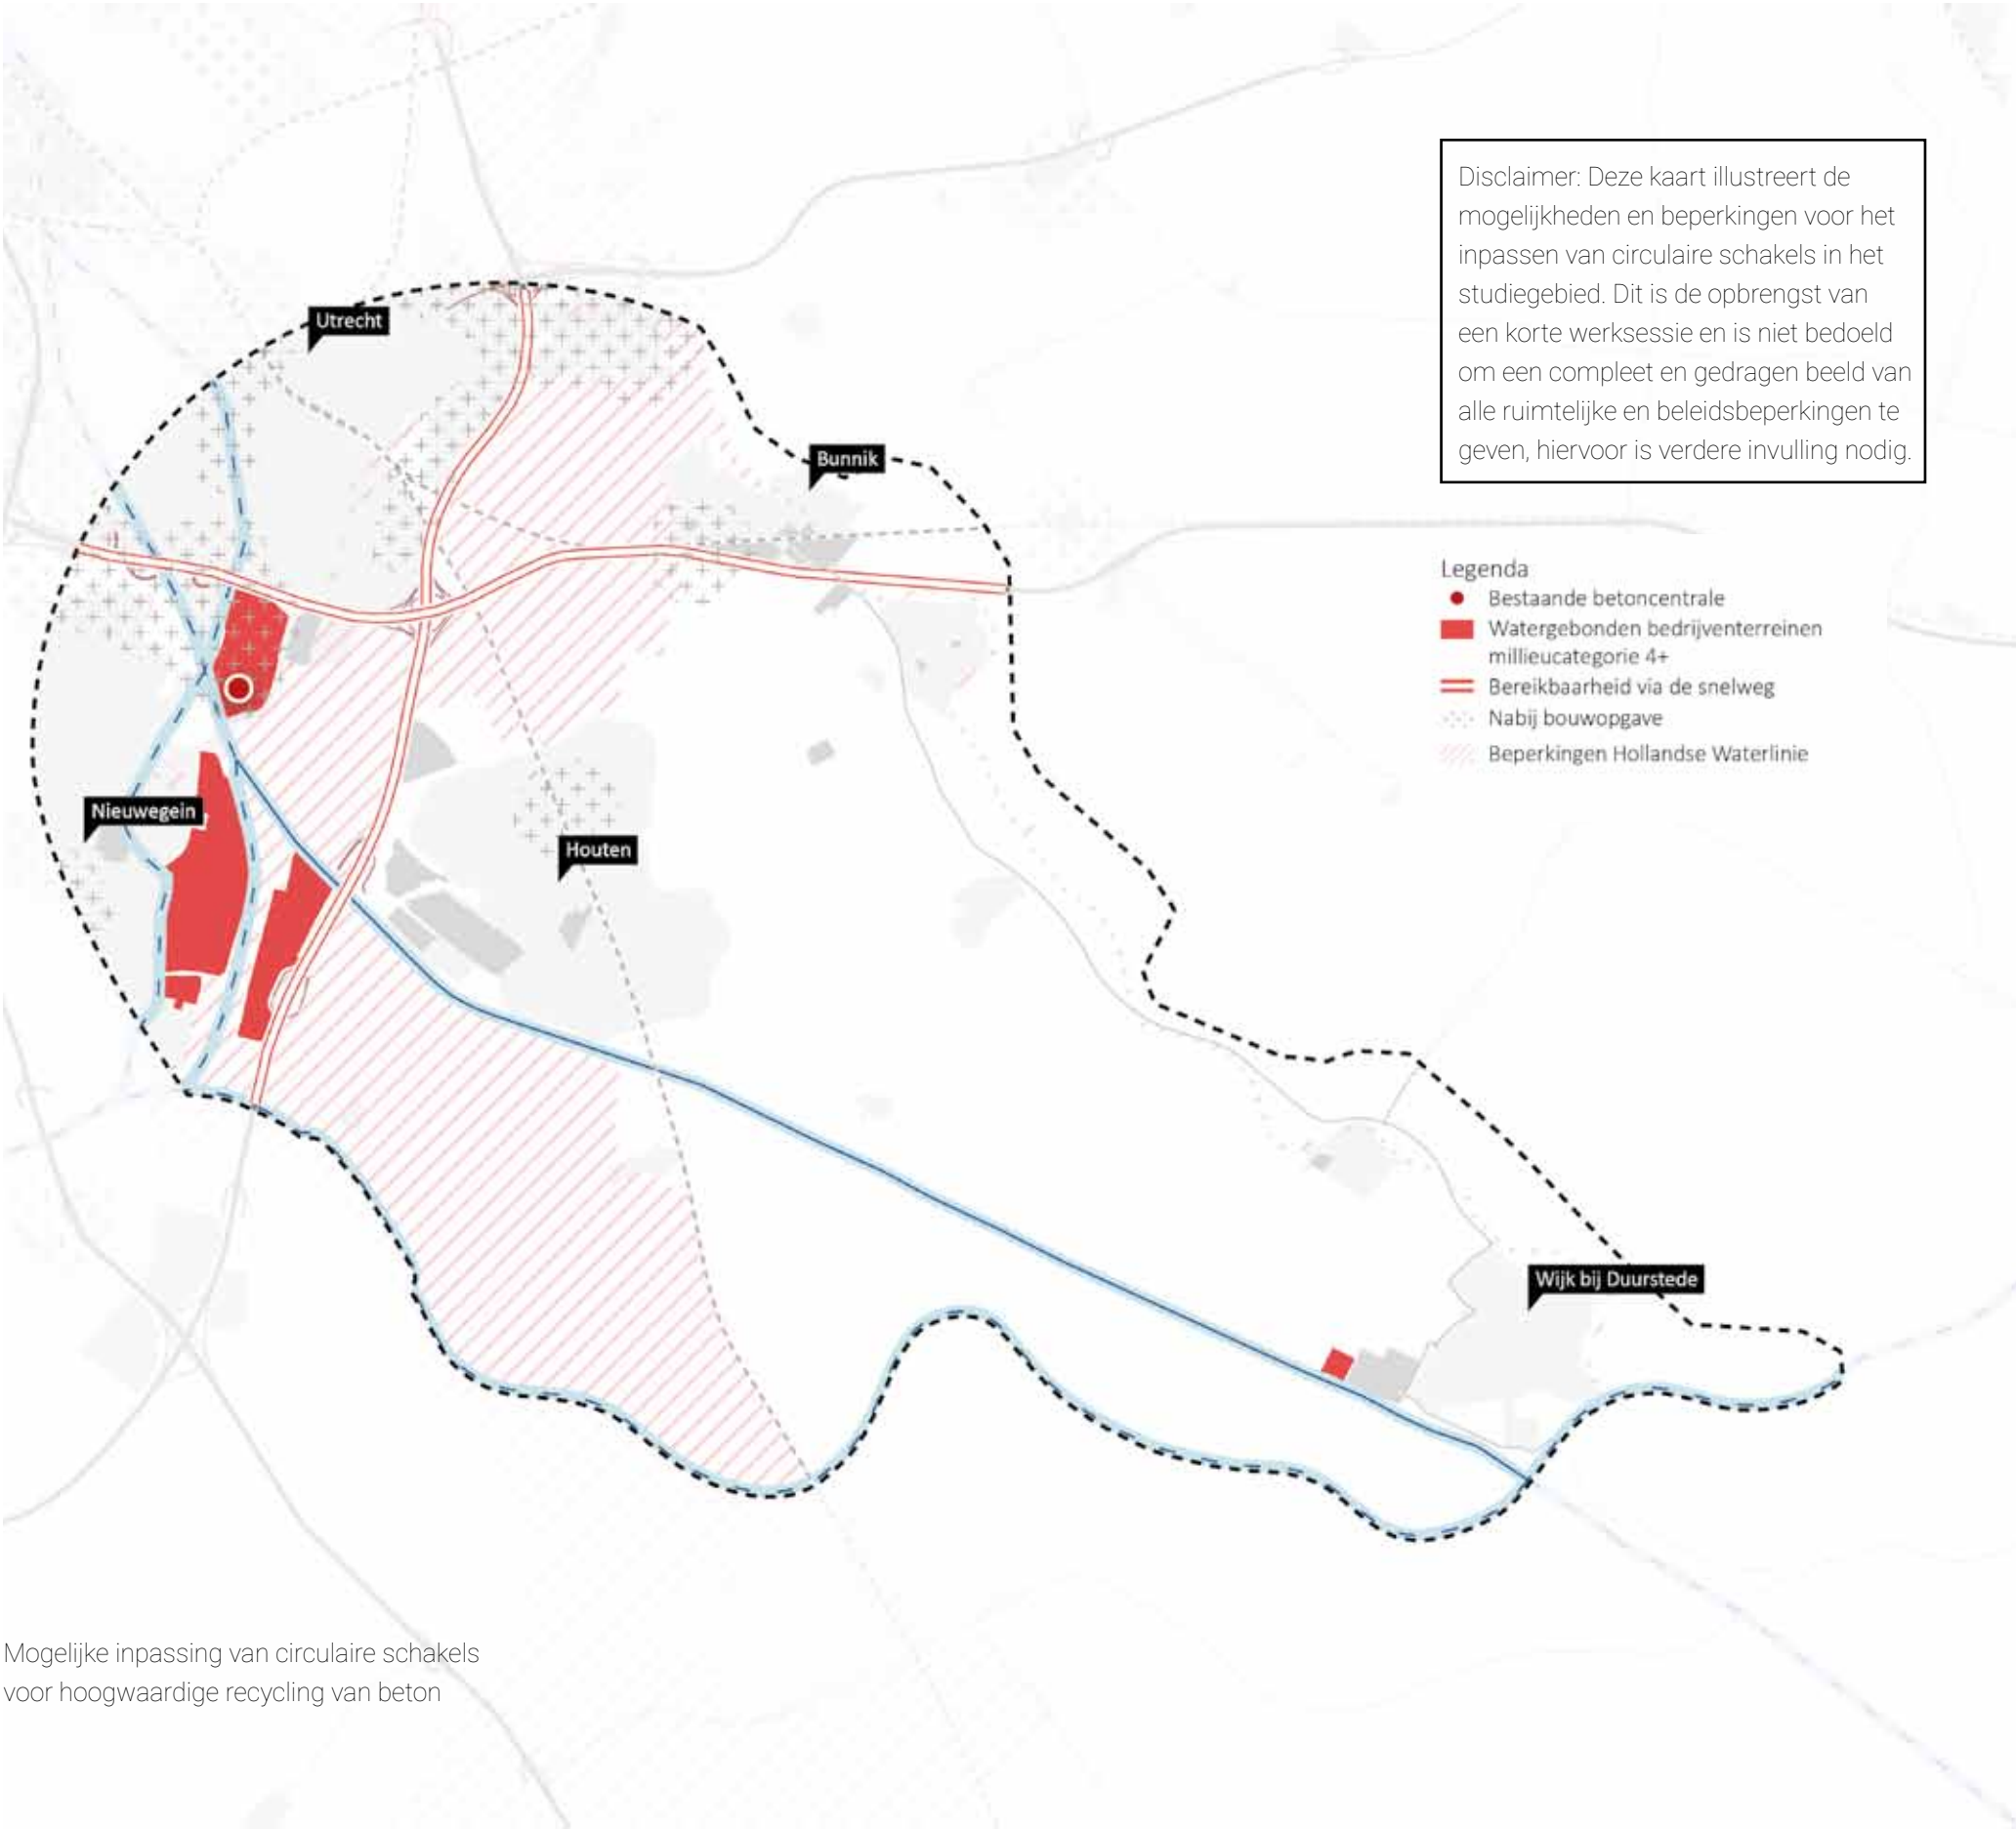 Disclaimer: Deze kaart illustreert de
mogelijkheden en beperkingen voor het
inpassen van circulaire schakels in het
studiegebied. Dit is de opbrengst van
een korte werksessie en is niet bedoeld
om een compleet en gedragen beeld van
alle ruimtelijke en beleidsbeperkingen te
geven, hiervoor is verdere invulling nodig.
Utrecht
Bunnik
Legenda
Bestaande betoncentrale
Watergebonden bedrijventerreinen
millieucategorie 4+
Bereikbaarheid via de snelweg
Nabij bouwopgave
Beperkingen Hollandse Waterlinie
Nieuwegein
Houten
Wijk bij Duurstede
Mogelijke inpassing van circulaire schakels
voor hoogwaardige recycling van beton